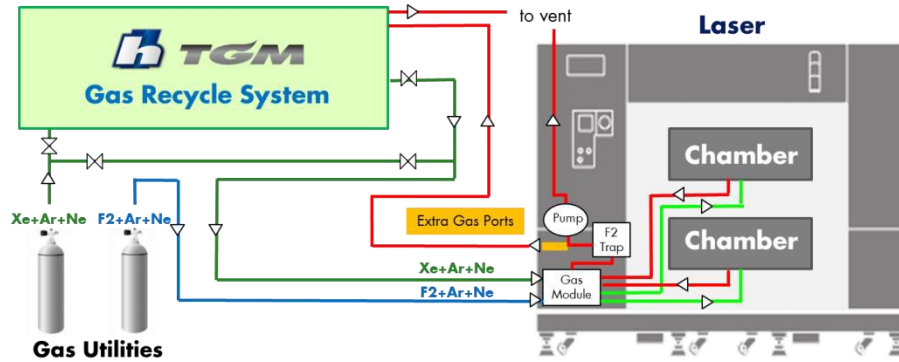 to vent
Laser
h TGM
Gas Recycle System
Chamber
Xe+Ar+Ne
F2+Ar+Ne
Extra Gas Ports
Pump
F2
Trap
Chamber
Xe+Ar+Ne
F2+Ar+Ne
Gas
Module
Gas Utilities